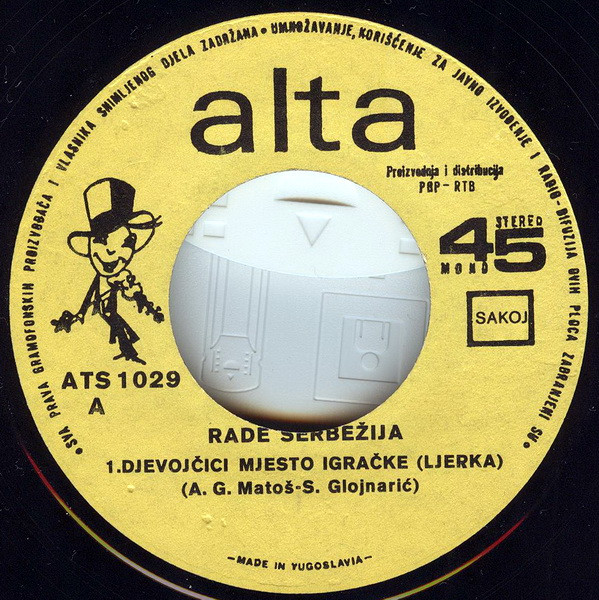 • SVA PRAVA GRAMOFONSKIH PROIZVOĐAČA I VLASNIKA SNIMLJENOG DJELA ZADRŽANA • UMNOŽAVANJE, KORIŠĆENJE ZA JAVNO IZVOĐENJE I RADIO-DIFUZIJA OVIH PLOČA ZABRANJENI SU •
alta
Proizvodnja i distribucija
PGP-RTB
STEREO
45
MONO
SAKOJ
ATS 1029
A
RADE ŠERBEŽIJA
1.DJEVOJČICI MJESTO IGRAČKE (LJERKA)
(A. G. Matoš-S. Glojnarić)
—MADE IN YUGOSLAVIA—